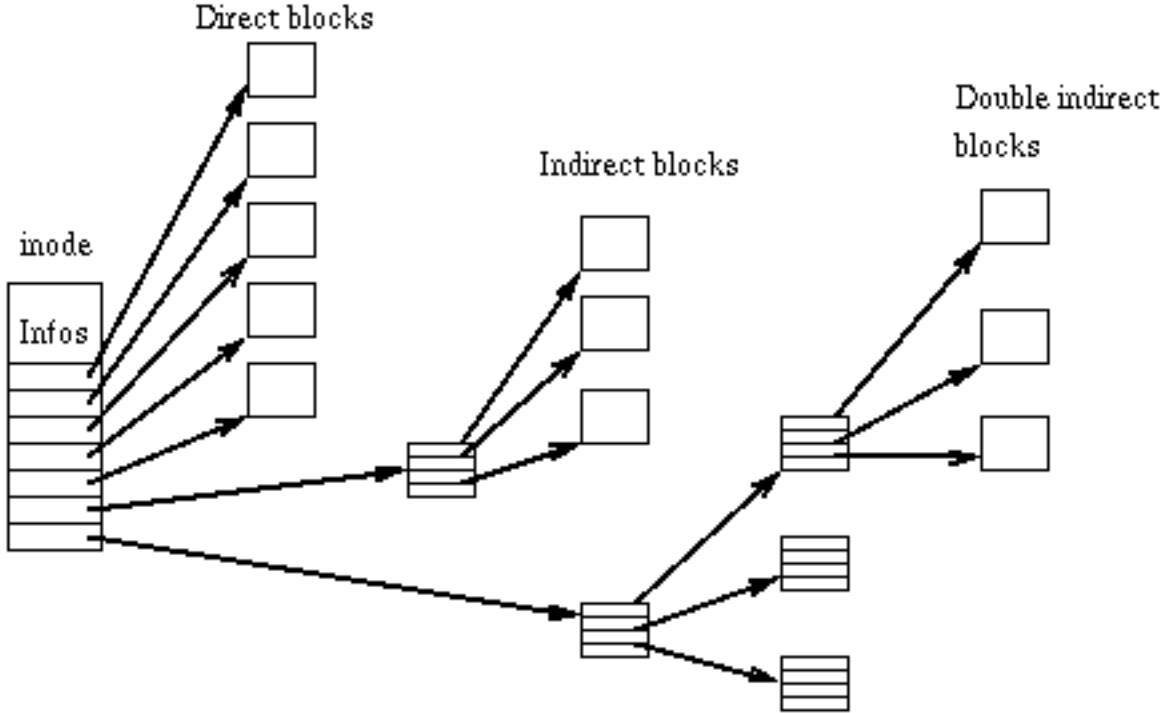 Direct blocks
Double indirect
blocks
Indirect blocks
inode
Infos